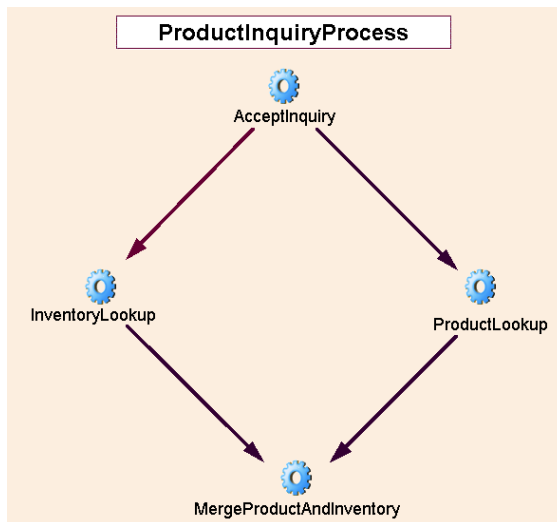 ProductInquiryProcess
AcceptInquiry
InventoryLookup
ProductLookup
MergeProductAndInventory